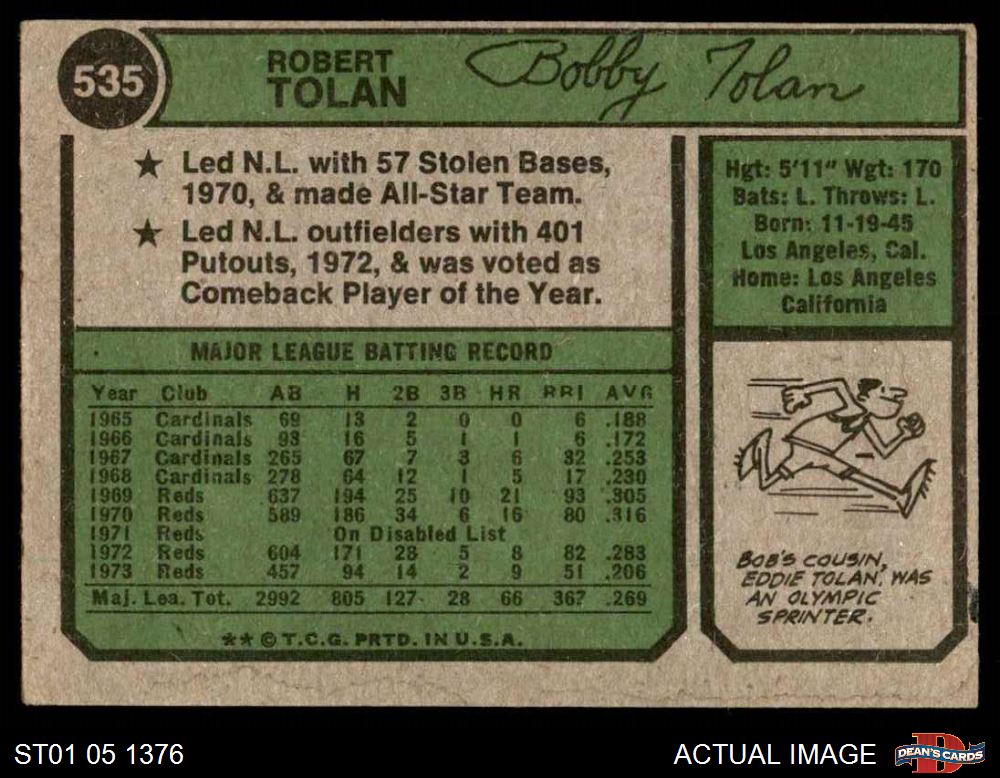 535
ROBERT
TOLAN
Bobby Tolan
★ Led N.L. with 57 Stolen Bases,
1970, & made All-Star Team.
★ Led N.L. outfielders with 401
Putouts, 1972, & was voted as
Comeback Player of the Year.
Hgt: 5'11" Wgt: 170
Bats: L. Throws: L.
Born: 11-19-45
Los Angeles, Cal.
Home: Los Angeles
California
MAJOR LEAGUE BATTING RECORD
Year Club AB H 2B 3B HR RBI AVG
1965 Cardinals 69 13 2 0 0 6 .188
1966 Cardinals 93 16 5 1 1 6 .172
1967 Cardinals 265 67 7 3 6 32 .253
1968 Cardinals 278 64 12 1 5 17 .230
1969 Reds 637 194 25 10 21 93 .305
1970 Reds 589 186 34 6 16 80 .316
1971 Reds On Disabled List
1972 Reds 604 171 28 5 8 82 .283
1973 Reds 457 94 14 2 9 51 .206
Maj. Lea. Tot. 2992 805 127 28 66 367 .269
★★ © T.C.G. PRTD. IN U.S.A.
BOB'S COUSIN,
EDDIE TOLAN, WAS
AN OLYMPIC
SPRINTER.
ST01 05 1376
ACTUAL IMAGE
D
DEAN'S CARDS